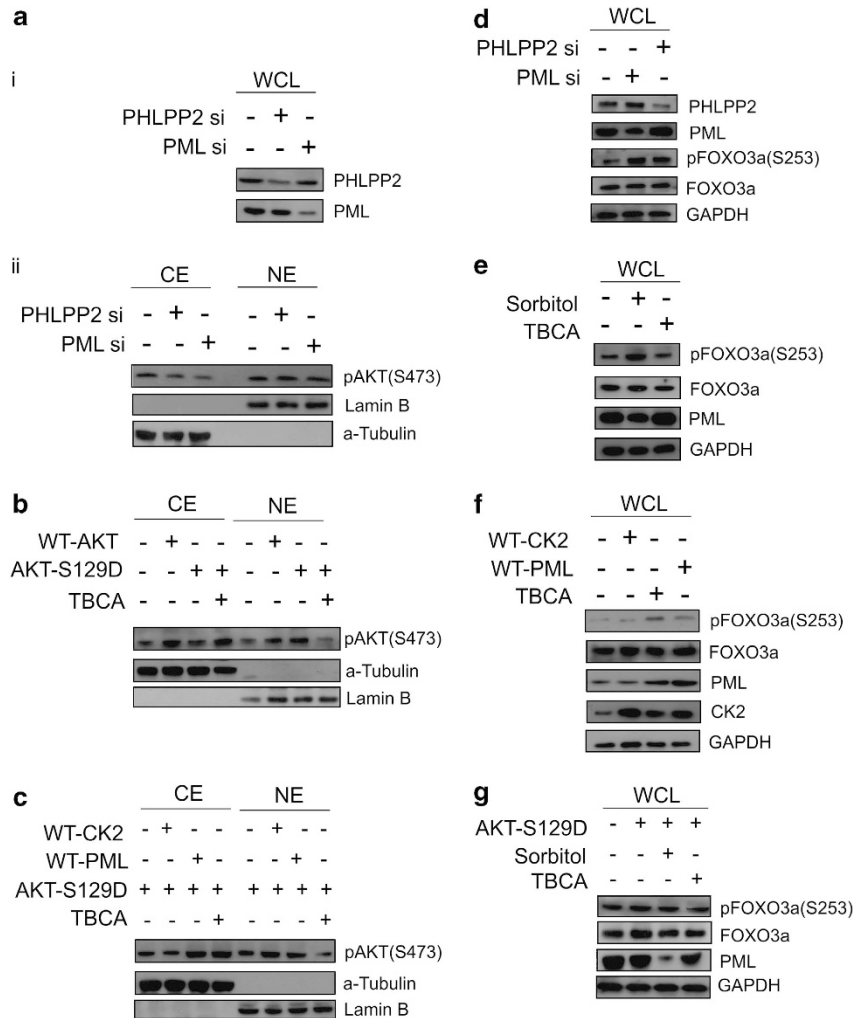 a
i
WCL
PHLPP2 si - + -
PML si - - +
PHLPP2
PML
ii
CE NE
PHLPP2 si - + - - + -
PML si - - + - - +
pAKT(S473)
Lamin B
a-Tubulin
b
CE NE
WT-AKT - + - - - + - -
AKT-S129D - - + + - - + +
TBCA - - - + - - - +
pAKT(S473)
a-Tubulin
Lamin B
c
CE NE
WT-CK2 - + - - - + - -
WT-PML - - + - - - + -
AKT-S129D + + + + + + + +
TBCA - - - + - - - +
pAKT(S473)
a-Tubulin
Lamin B
d
WCL
PHLPP2 si - - +
PML si - + -
PHLPP2
PML
pFOXO3a(S253)
FOXO3a
GAPDH
e
WCL
Sorbitol - + -
TBCA - - +
pFOXO3a(S253)
FOXO3a
PML
GAPDH
f
WCL
WT-CK2 - + - -
WT-PML - - - +
TBCA - - + -
pFOXO3a(S253)
FOXO3a
PML
CK2
GAPDH
g
WCL
AKT-S129D - + + +
Sorbitol - - + -
TBCA - - - +
pFOXO3a(S253)
FOXO3a
PML
GAPDH